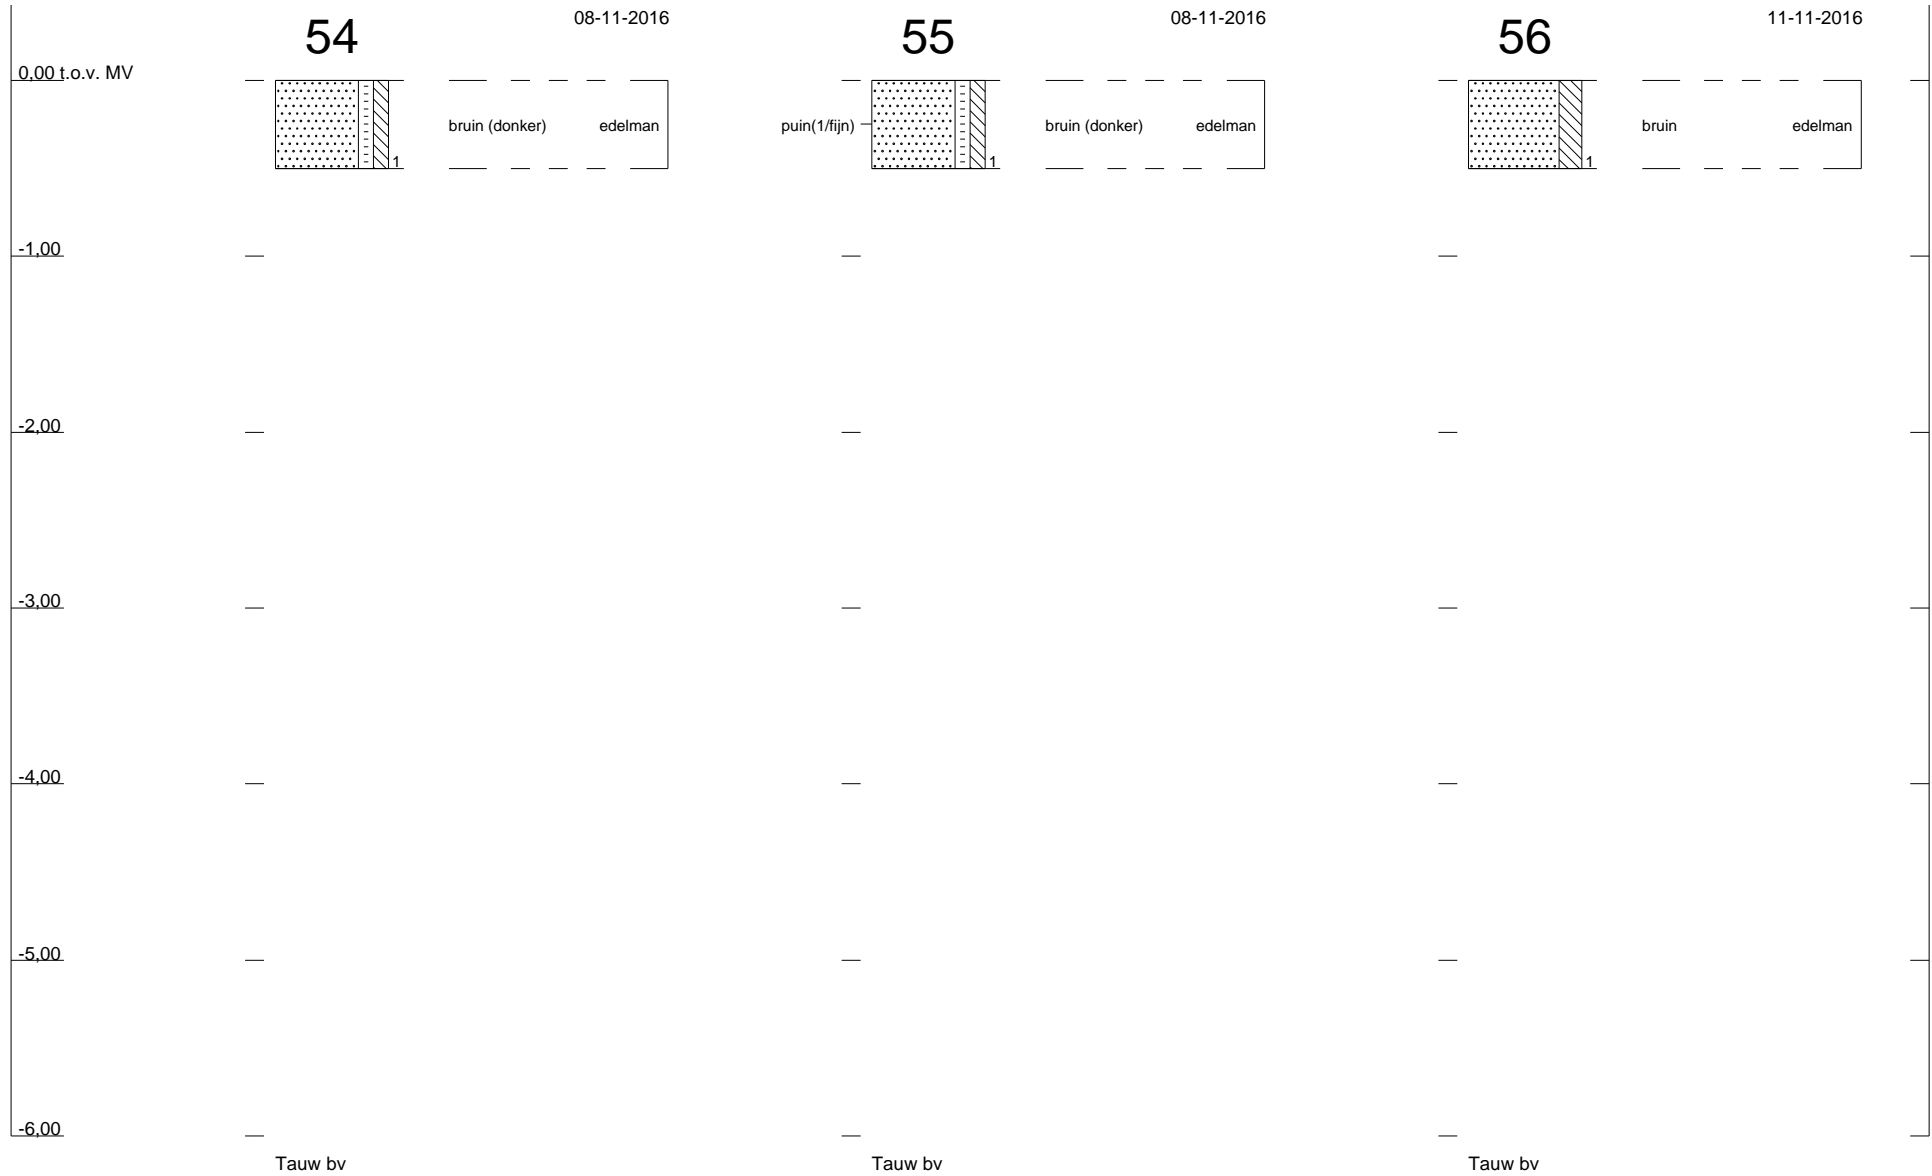 54 08-11-2016 55 08-11-2016 56 11-11-2016
0,00 t.o.v. MV
bruin (donker) edelman puin(1/fijn) bruin (donker) edelman bruin edelman
1 1 1
-1,00
-2,00
-3,00
-4,00
-5,00
-6,00
Tauw bv Tauw bv Tauw bv